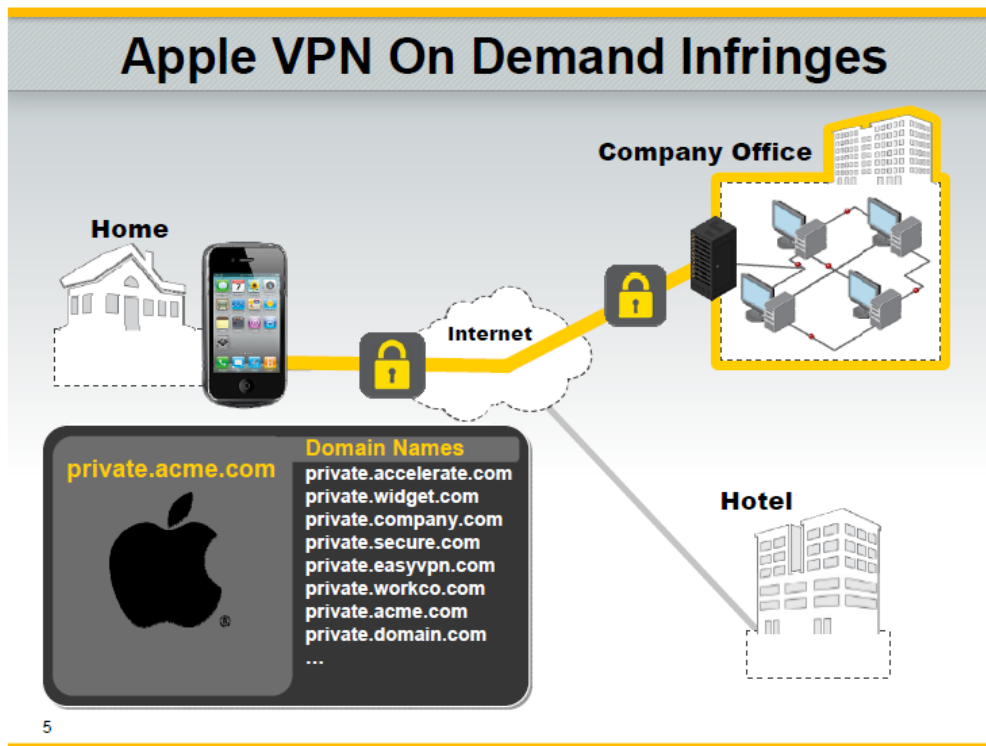 Apple VPN On Demand Infringes
Company Office
Home
Internet
private.acme.com
Domain Names
private.accelerate.com
private.widget.com
private.company.com
private.secure.com
private.easyvpn.com
private.workco.com
private.acme.com
private.domain.com
...
Hotel
®
7
5